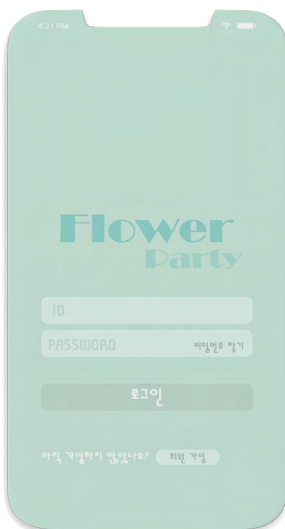 4:21 PM
Flower
Party
ID
PASSWORD 비밀번호 찾기
로그인
아직 가입하지 않았나요? 회원 가입